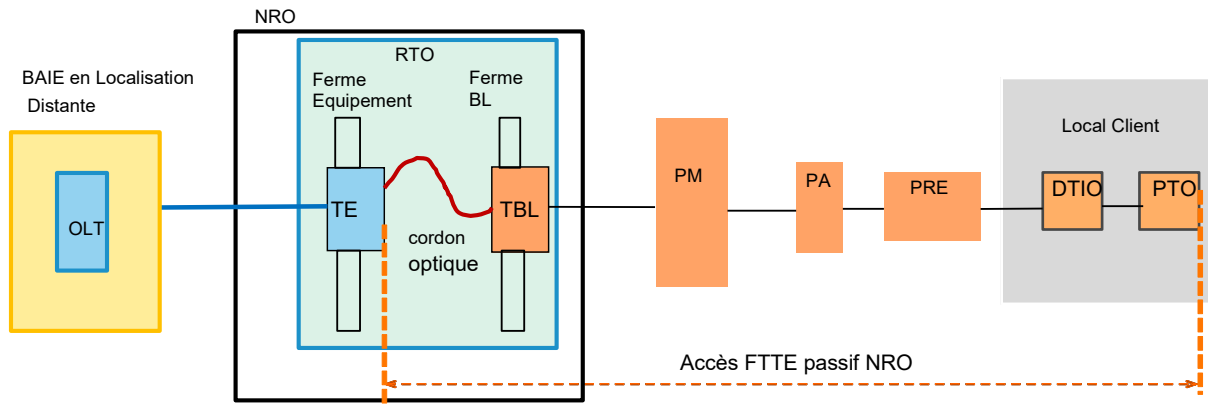 NRO
RTO
BAIE en Localisation
Distante
OLT
Ferme
Equipement
Ferme
BL
TE
TBL
cordon
optique
PM
PA
PRE
Local Client
DTIO
PTO
Accès FTTE passif NRO